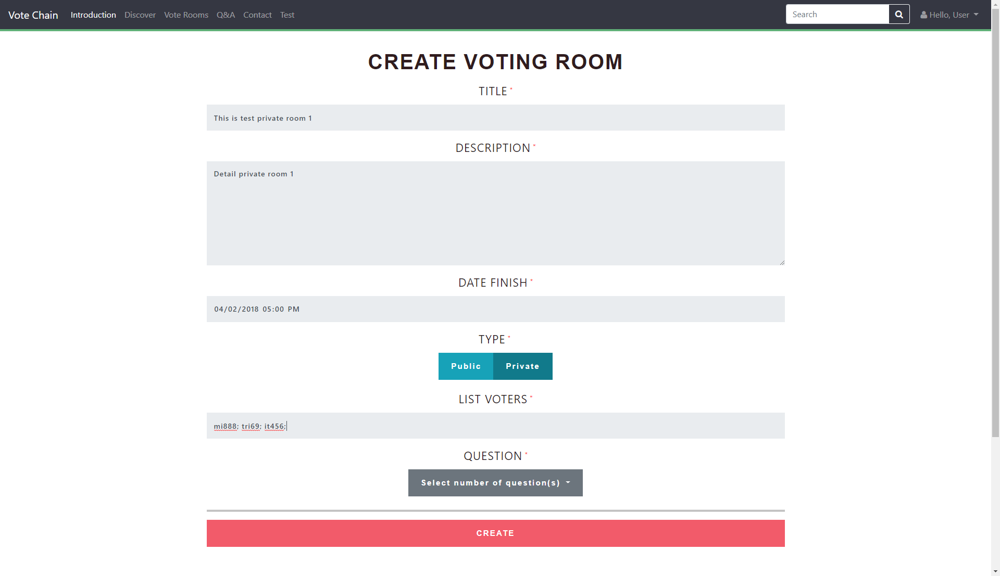 Vote Chain Introduction Discover Vote Rooms Q&A Contact Test Search Hello, User
CREATE VOTING ROOM
TITLE *
This is test private room 1
DESCRIPTION *
Detail private room 1
DATE FINISH *
04/02/2018 05:00 PM
TYPE *
Public Private
LIST VOTERS *
mi888; tri69; it456;
QUESTION *
Select number of question(s)
CREATE